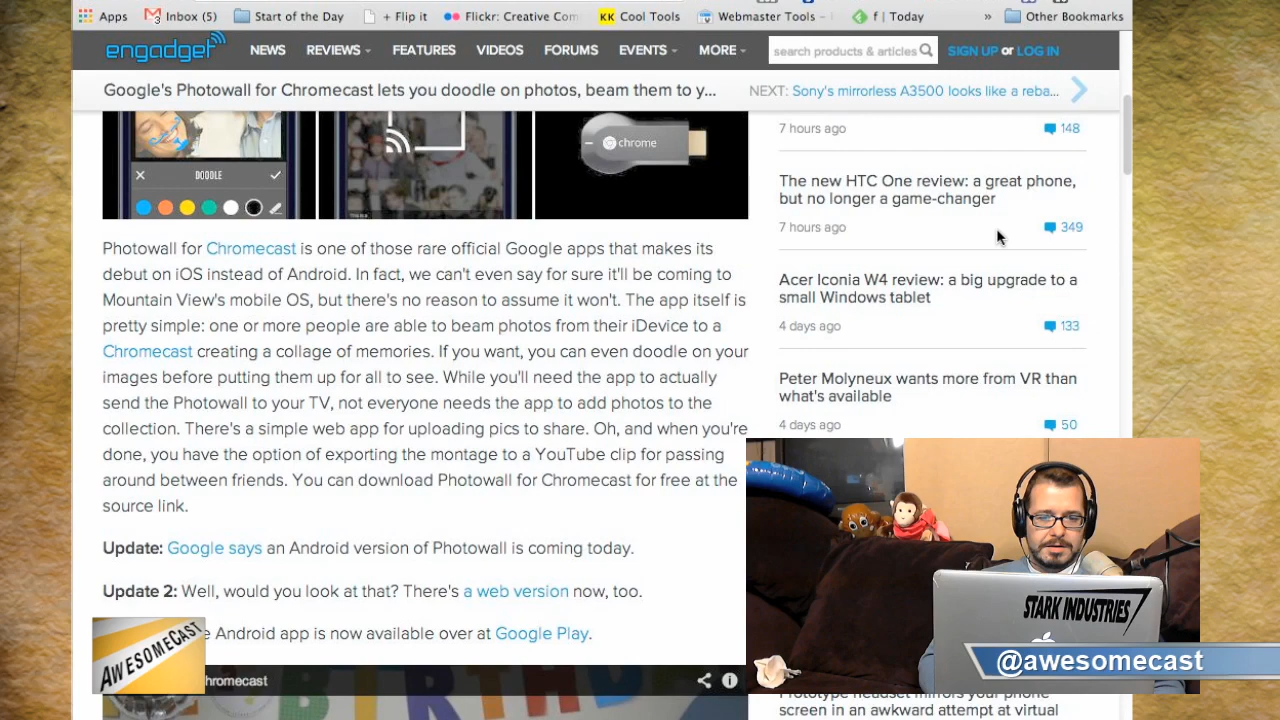 Apps
Inbox (5)
Start of the Day
+ Flip it
Flickr: Creative Com
KK Cool Tools
Webmaster Tools -
f | Today
»
Other Bookmarks
engadget
NEWS
REVIEWS
FEATURES
VIDEOS
FORUMS
EVENTS
MORE
search products & articles
SIGN UP or LOG IN
Google's Photowall for Chromecast lets you doodle on photos, beam them to y...
NEXT: Sony's mirrorless A3500 looks like a reba...
DOODLE
chrome
Photowall for Chromecast is one of those rare official Google apps that makes its
debut on iOS instead of Android. In fact, we can't even say for sure it'll be coming to
Mountain View's mobile OS, but there's no reason to assume it won't. The app itself is
pretty simple: one or more people are able to beam photos from their iDevice to a
Chromecast creating a collage of memories. If you want, you can even doodle on your
images before putting them up for all to see. While you'll need the app to actually
send the Photowall to your TV, not everyone needs the app to add photos to the
collection. There's a simple web app for uploading pics to share. Oh, and when you're
done, you have the option of exporting the montage to a YouTube clip for passing
around between friends. You can download Photowall for Chromecast for free at the
source link.
Update: Google says an Android version of Photowall is coming today.
Update 2: Well, would you look at that? There's a web version now, too.
e Android app is now available over at Google Play.
hromecast
7 hours ago
148
The new HTC One review: a great phone,
but no longer a game-changer
7 hours ago
349
Acer Iconia W4 review: a big upgrade to a
small Windows tablet
4 days ago
133
Peter Molyneux wants more from VR than
what's available
4 days ago
50
Prototype headset mirrors your phone
screen in an awkward attempt at virtual
AWESOMECAST
STARK INDUSTRIES
@awesomecast